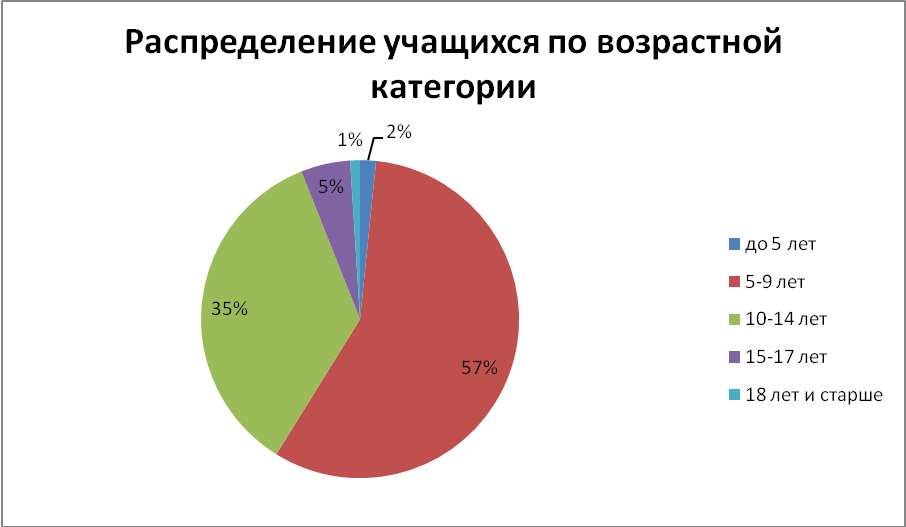 Распределение учащихся по возрастной
категории
1%
2%
5%
35%
57%
до 5 лет
5-9 лет
10-14 лет
15-17 лет
18 лет и старше